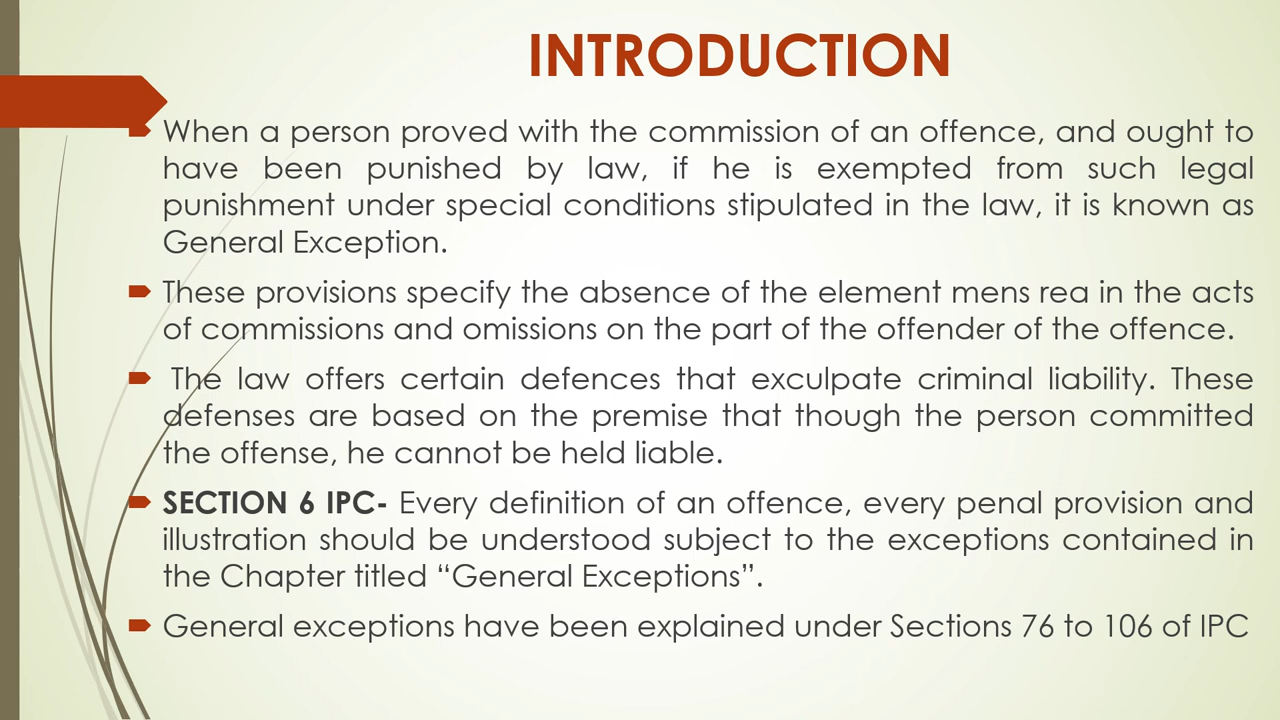 INTRODUCTION
When a person proved with the commission of an offence, and ought to
have been punished by law, if he is exempted from such legal
punishment under special conditions stipulated in the law, it is known as
General Exception.
These provisions specify the absence of the element mens rea in the acts
of commissions and omissions on the part of the offender of the offence.
The law offers certain defences that exculpate criminal liability. These
defenses are based on the premise that though the person committed
the offense, he cannot be held liable.
SECTION 6 IPC- Every definition of an offence, every penal provision and
illustration should be understood subject to the exceptions contained in
the Chapter titled “General Exceptions”.
General exceptions have been explained under Sections 76 to 106 of IPC